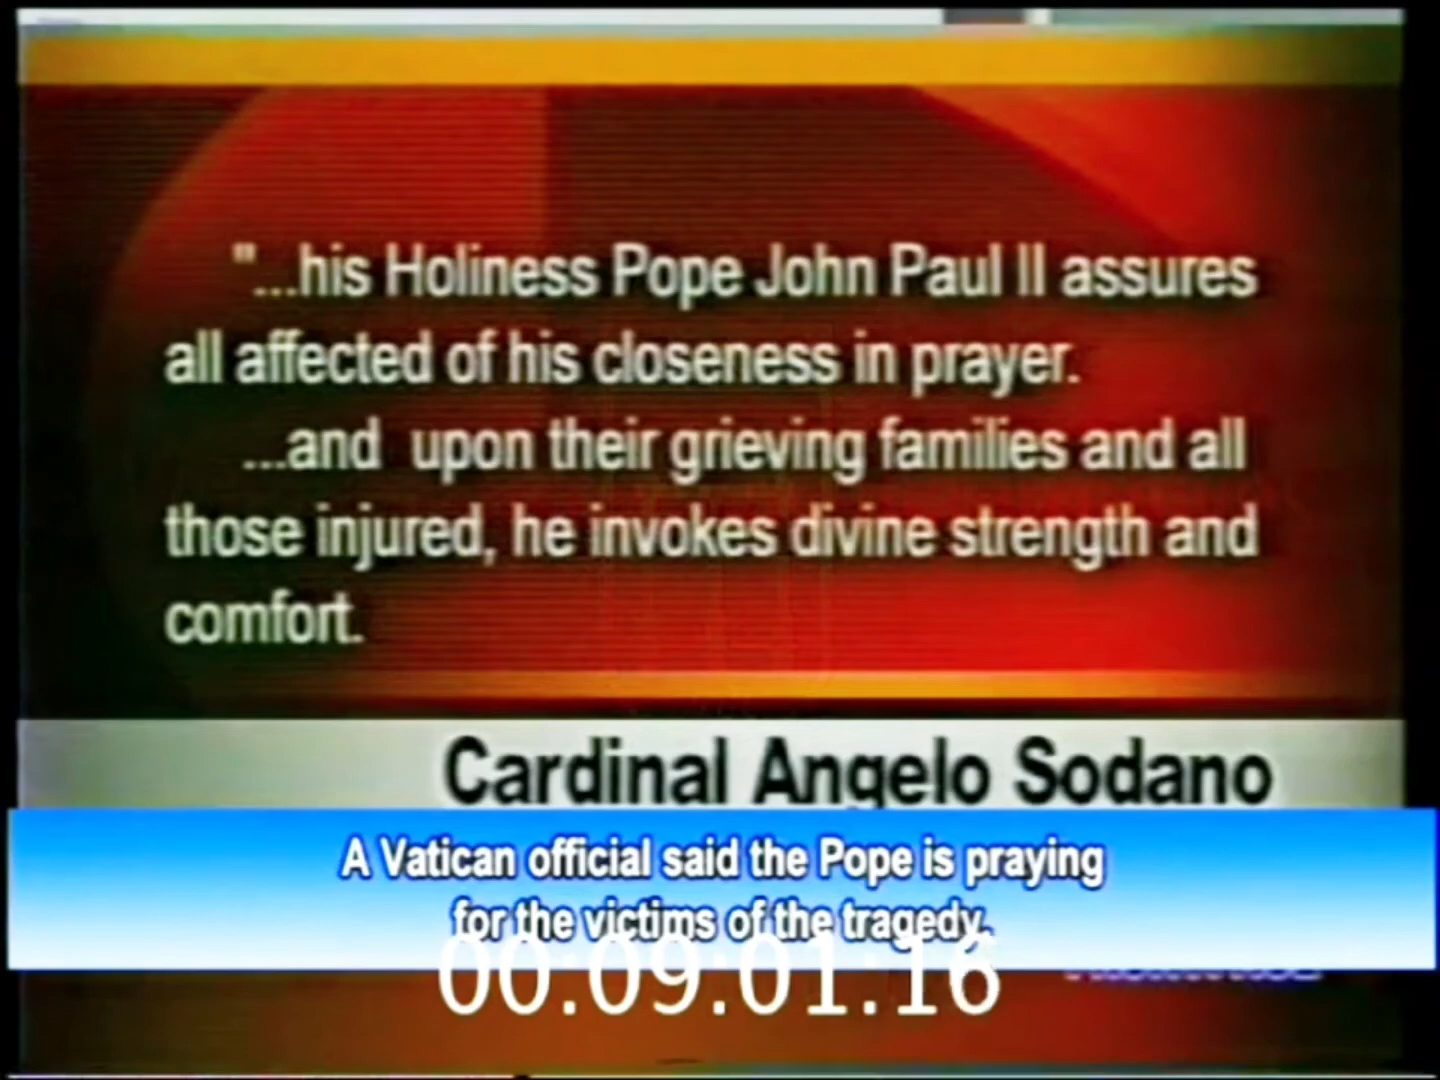 "...his Holiness Pope John Paul II assures
all affected of his closeness in prayer.
...and upon their grieving families and all
those injured, he invokes divine strength and
comfort.
Cardinal Angelo Sodano
A Vatican official said the Pope is praying
for the victims of the tragedy.
00:09:01:16